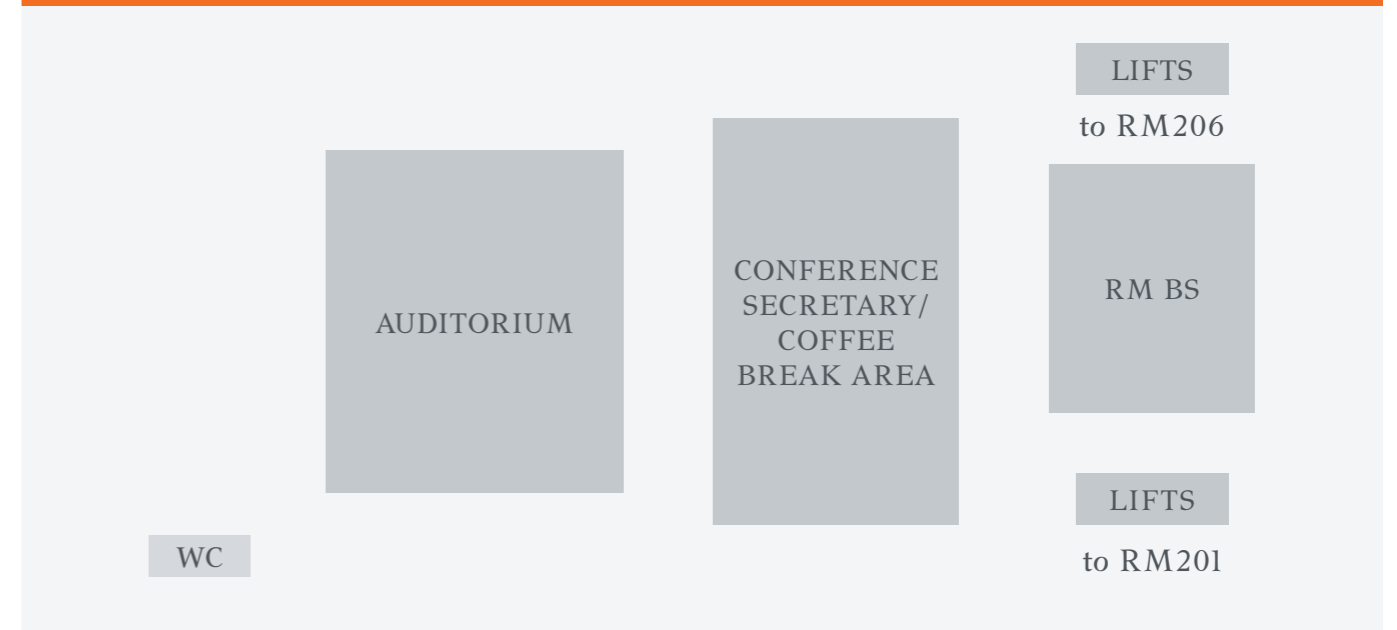 LIFTS
to RM206
AUDITORIUM
CONFERENCE
SECRETARY/
COFFEE
BREAK AREA
RM BS
LIFTS
to RM201
WC